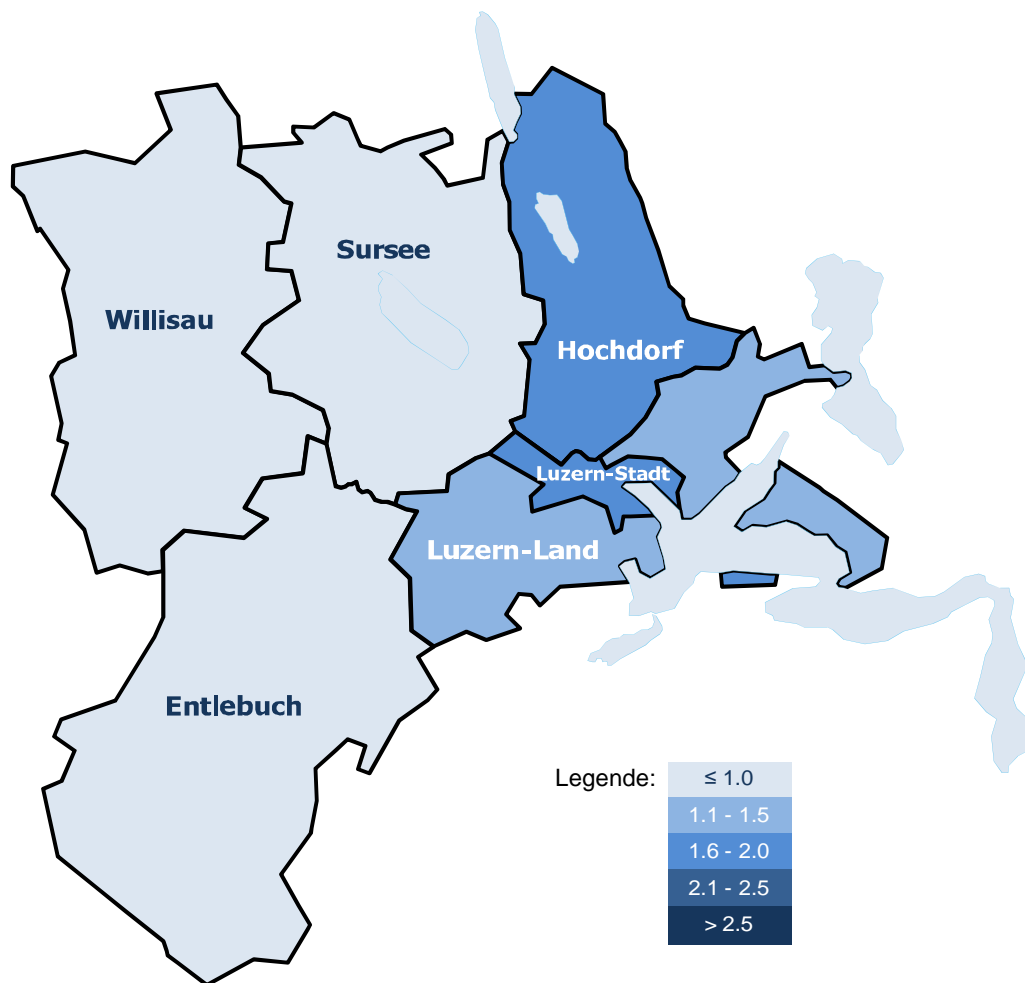 Sursee
Willisau
Hochdorf
Luzern-Stadt
Luzern-Land
Entlebuch
Legende:
≤ 1.0
1.1 - 1.5
1.6 - 2.0
2.1 - 2.5
> 2.5